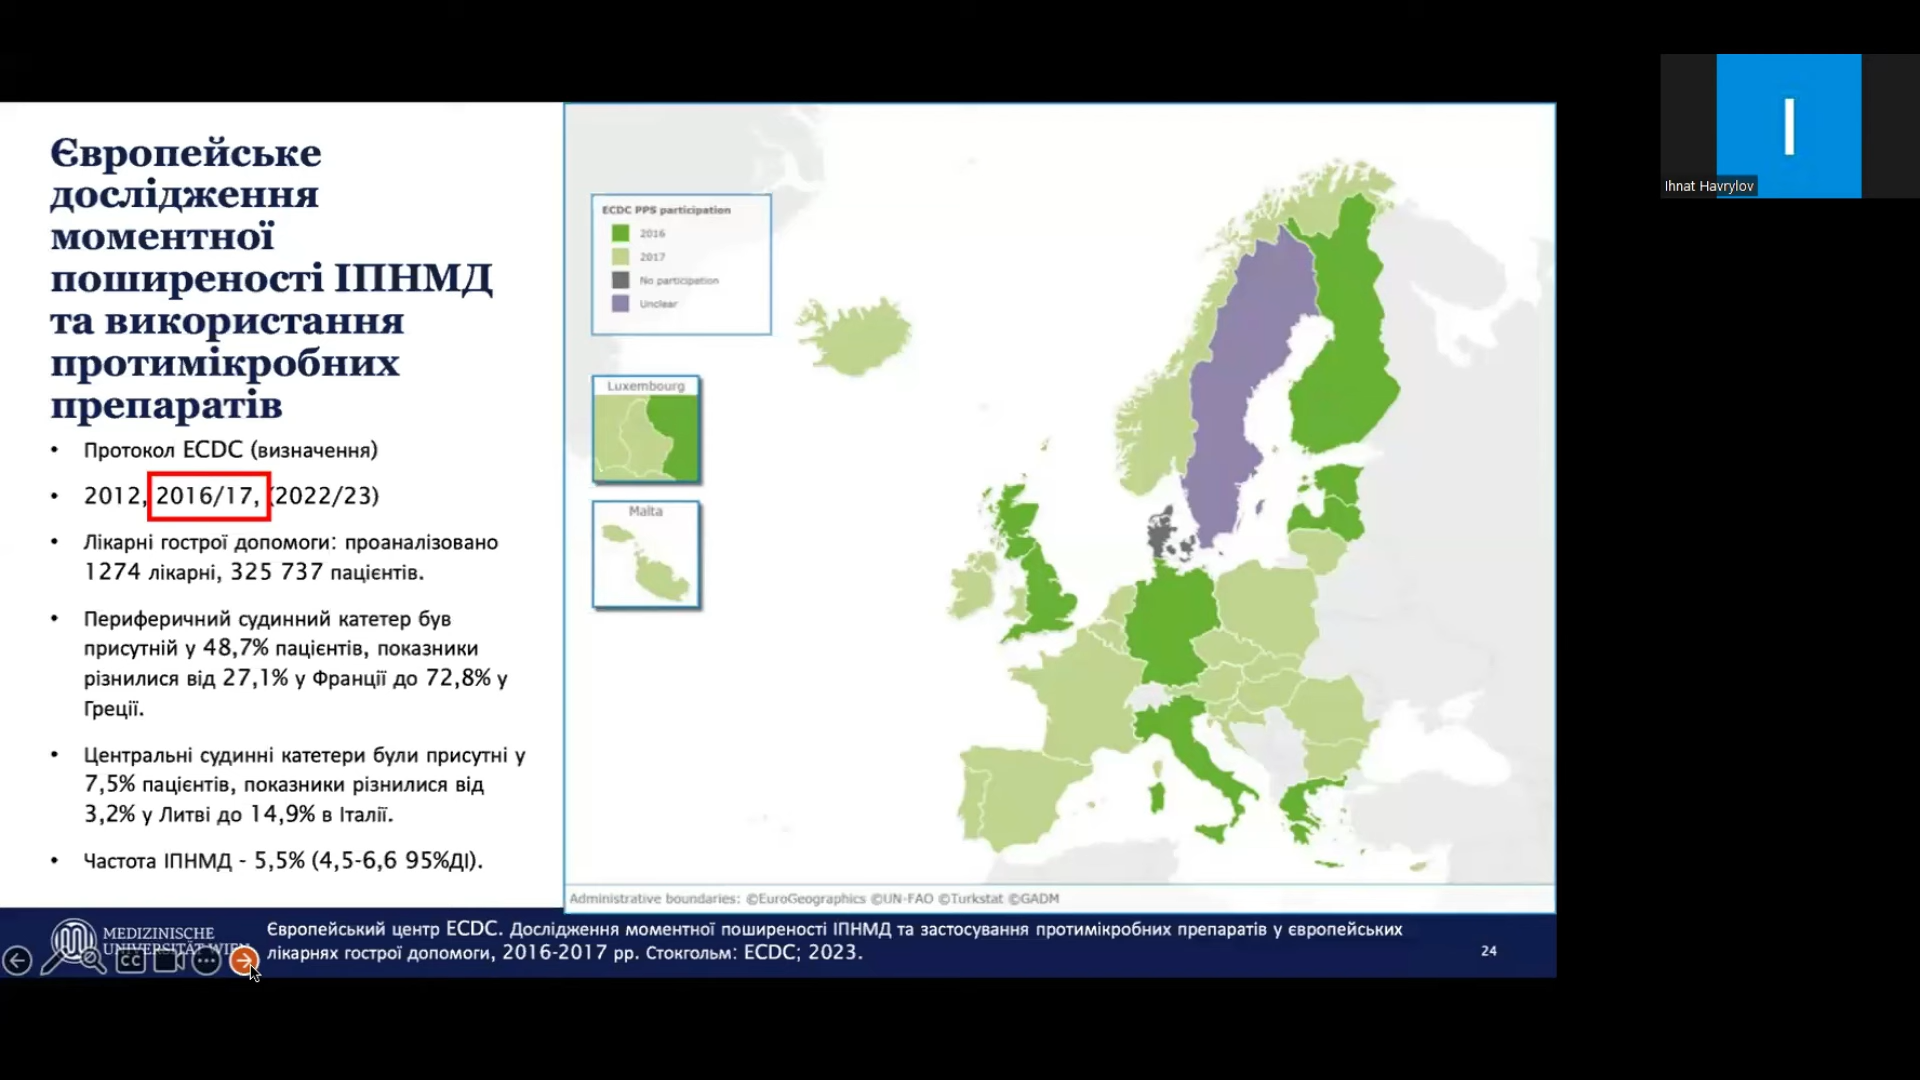 Європейське
дослідження
моментної
поширеності ІПНМД
та використання
протимікробних
препаратів
• Протокол ECDC (визначення)
• 2012, 2016/17, (2022/23)
• Лікарні гострої допомоги: проаналізовано
1274 лікарні, 325 737 пацієнтів.
• Периферичний судинний катетер був
присутній у 48,7% пацієнтів, показники
різнилися від 27,1% у Франції до 72,8% у
Греції.
• Центральні судинні катетери були присутні у
7,5% пацієнтів, показники різнилися від
3,2% у Литві до 14,9% в Італії.
• Частота ІПНМД - 5,5% (4,5-6,6 95%ДІ).
ECDC PPS participation
2016
2017
No participation
Unclear
Luxembourg
Malta
Administrative boundaries: ©EuroGeographics ©UN-FAO ©Turkstat ©GADM
MEDIZINISCHE
UNIVERSITÄT WIEN
CC
Європейський центр ECDC. Дослідження моментної поширеності ІПНМД та застосування протимікробних препаратів у європейських
лікарнях гострої допомоги, 2016-2017 рр. Стокгольм: ECDC; 2023.
24
I
Ihnat Havrylov